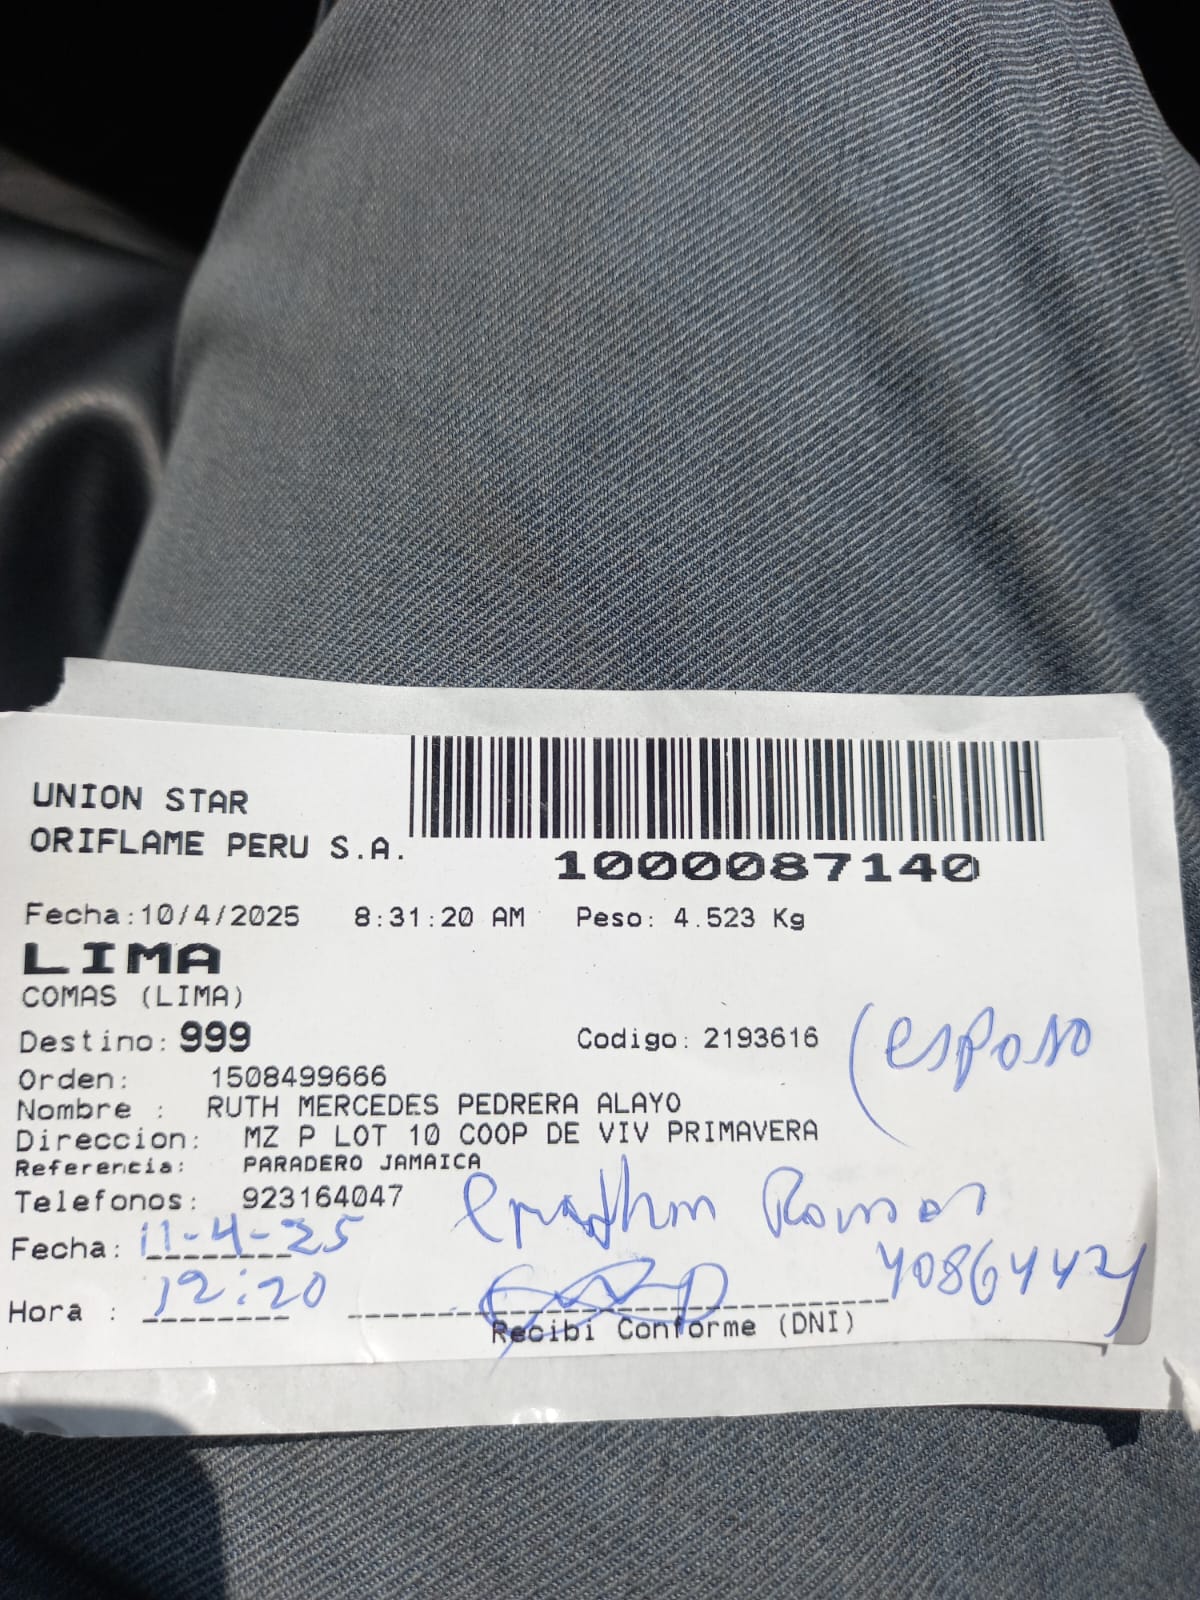 UNION STAR
ORIFLAME PERU S.A.
1000087140
Fecha:10/4/2025 8:31:20 AM Peso: 4.523 Kg
LIMA
COMAS (LIMA)
Destino: 999 Codigo: 2193616 (esposo
Orden: 1508499666
Nombre : RUTH MERCEDES PEDRERA ALAYO
Direccion: MZ P LOT 10 COOP DE VIV PRIMAVERA
Referencia: PARADERO JAMAICA
Telefonos: 923164047
Fecha: 11-4-25
Hora : 12:20
Recibi Conforme (DNI)